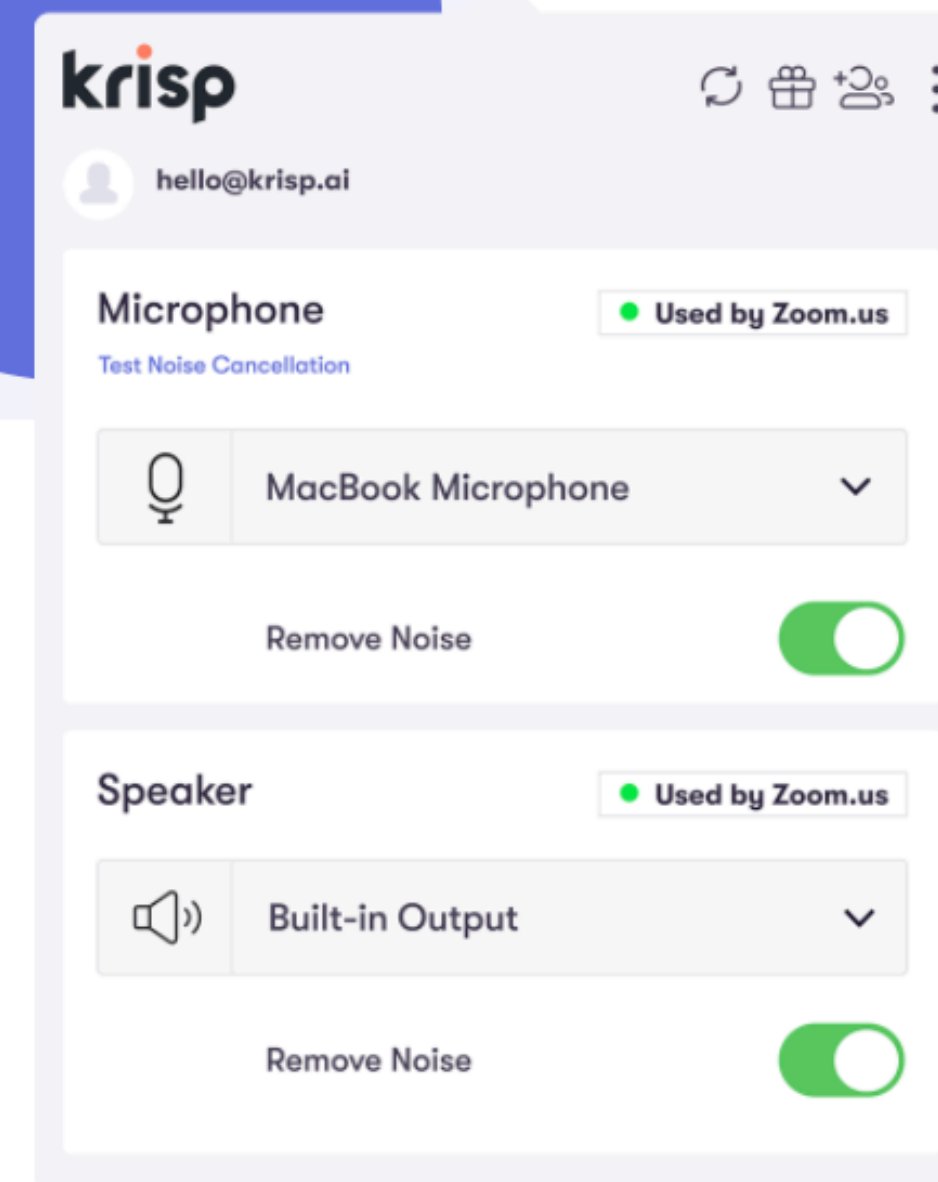 krisp
hello@krisp.ai
Microphone
Used by Zoom.us
Test Noise Cancellation
MacBook Microphone
Remove Noise
Speaker
Used by Zoom.us
Built-in Output
Remove Noise